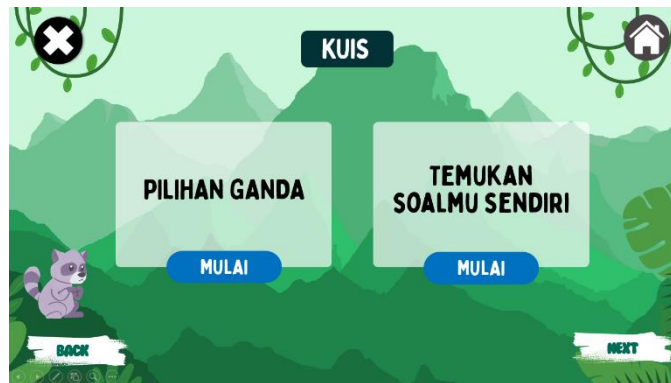 KUIS
PILIHAN GANDA
MULAI
TEMUKAN
SOALMU SENDIRI
MULAI
BACK
NEXT